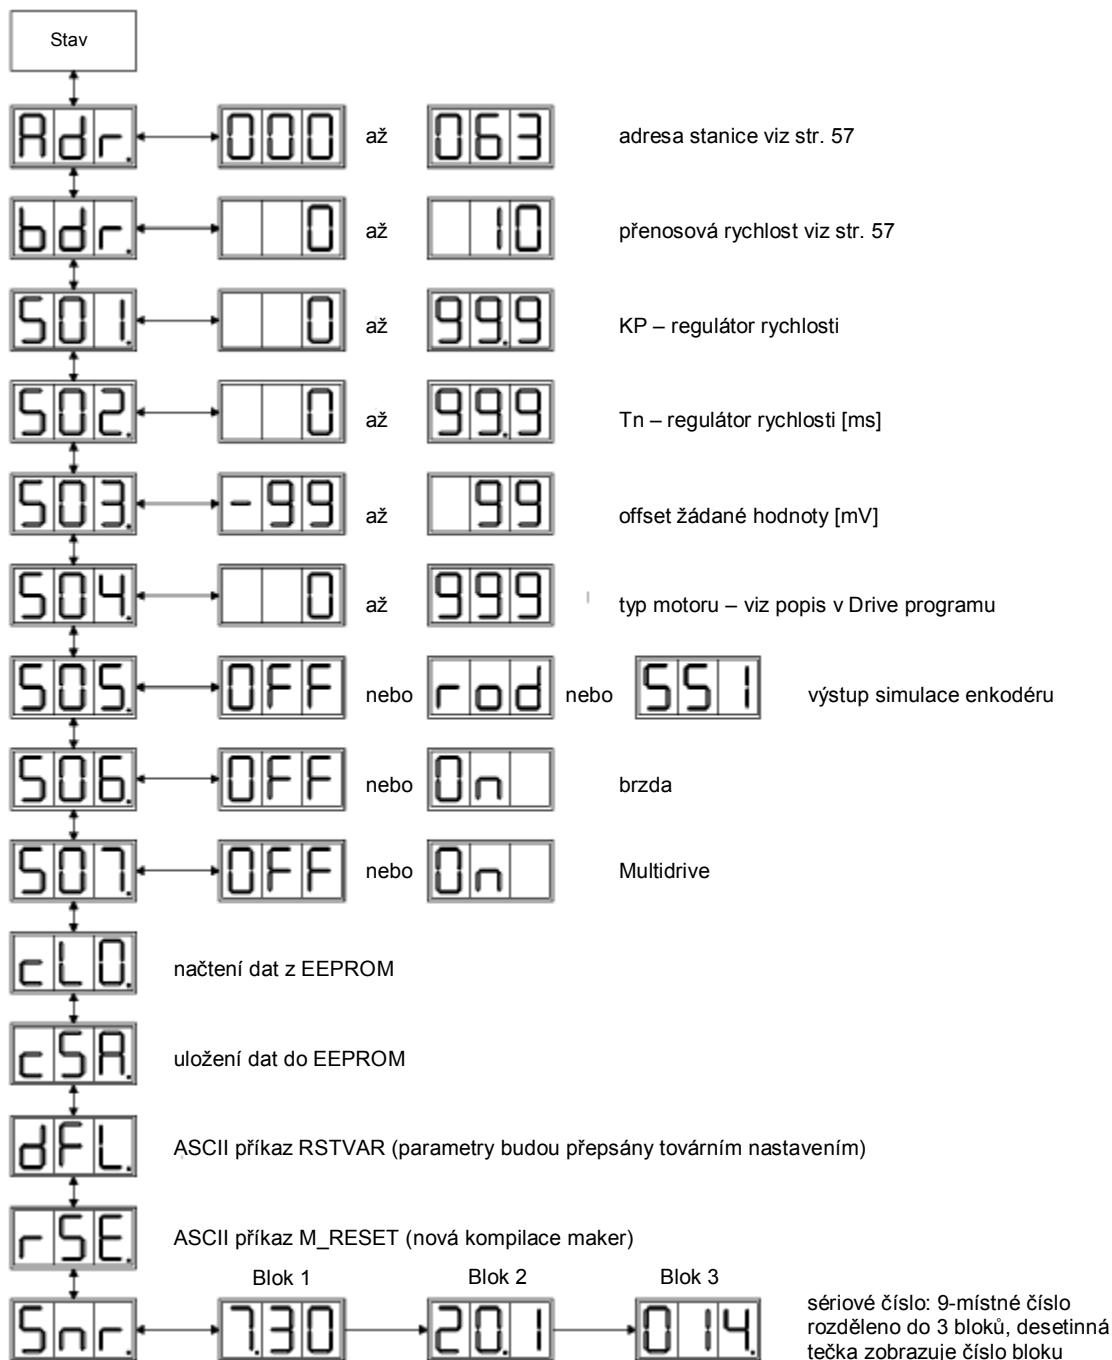 Stav
Adr. 000 až 063 adresa stanice viz str. 57
bdr. 0 až 10 přenosová rychlost viz str. 57
S01. 0 až 99.9 KP – regulátor rychlosti
S02. 0 až 99.9 Tn – regulátor rychlosti [ms]
S03. -99 až 99 offset žádané hodnoty [mV]
S04. 0 až 999 typ motoru – viz popis v Drive programu
S05. OFF nebo rod nebo SS1 výstup simulace enkodéru
S06. OFF nebo On brzda
S07. OFF nebo On Multidrive
cLO. načtení dat z EEPROM
cSA. uložení dat do EEPROM
dFL. ASCII příkaz RSTVAR (parametry budou přepsány továrním nastavením)
rSE. ASCII příkaz M_RESET (nová kompilace maker)
Blok 1 Blok 2 Blok 3
Snr. 7.30 20.1 014. sériové číslo: 9-místné číslo
rozděleno do 3 bloků, desetinná
tečka zobrazuje číslo bloku